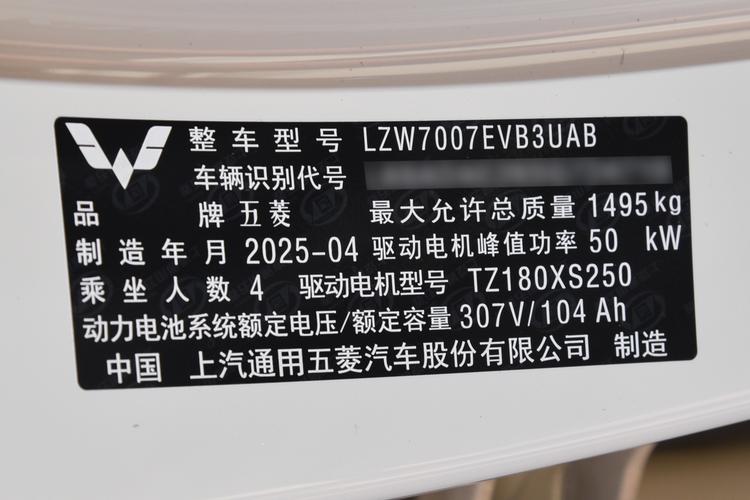 整车型号 LZW7007EVB3UAB
车辆识别代号
品牌 五菱 最大允许总质量 1495kg
制造年月 2025-04 驱动电机峰值功率 50 kW
乘坐人数 4 驱动电机型号 TZ180XS250
动力电池系统额定电压/额定容量 307V/104Ah
中国 上汽通用五菱汽车股份有限公司 制造